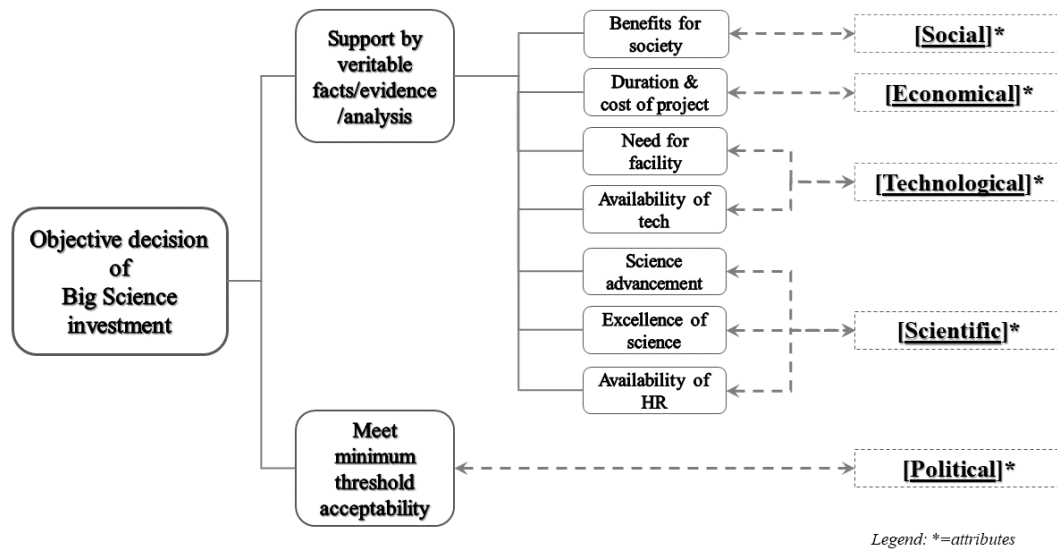 Support by
veritable
facts/evidence
/analysis
Benefits for
society
[Social]*
Duration &
cost of project
[Economical]*
Need for
facility
[Technological]*
Availability of
tech
Objective decision
of
Big Science
investment
Science
advancement
Excellence of
science
[Scientific]*
Availability of
HR
Meet
minimum
threshold
acceptability
[Political]*
Legend: *=attributes